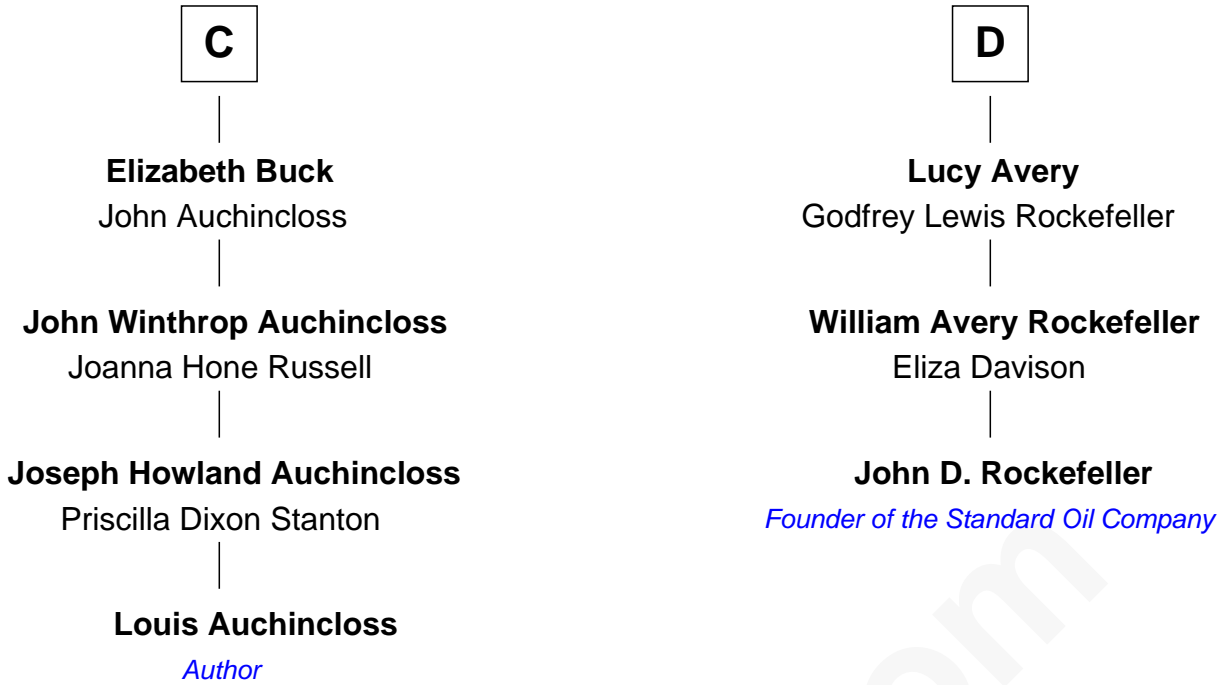 C
Elizabeth Buck
John Auchincloss
John Winthrop Auchincloss
Joanna Hone Russell
Joseph Howland Auchincloss
Priscilla Dixon Stanton
Louis Auchincloss
Author
D
Lucy Avery
Godfrey Lewis Rockefeller
William Avery Rockefeller
Eliza Davison
John D. Rockefeller
Founder of the Standard Oil Company
om